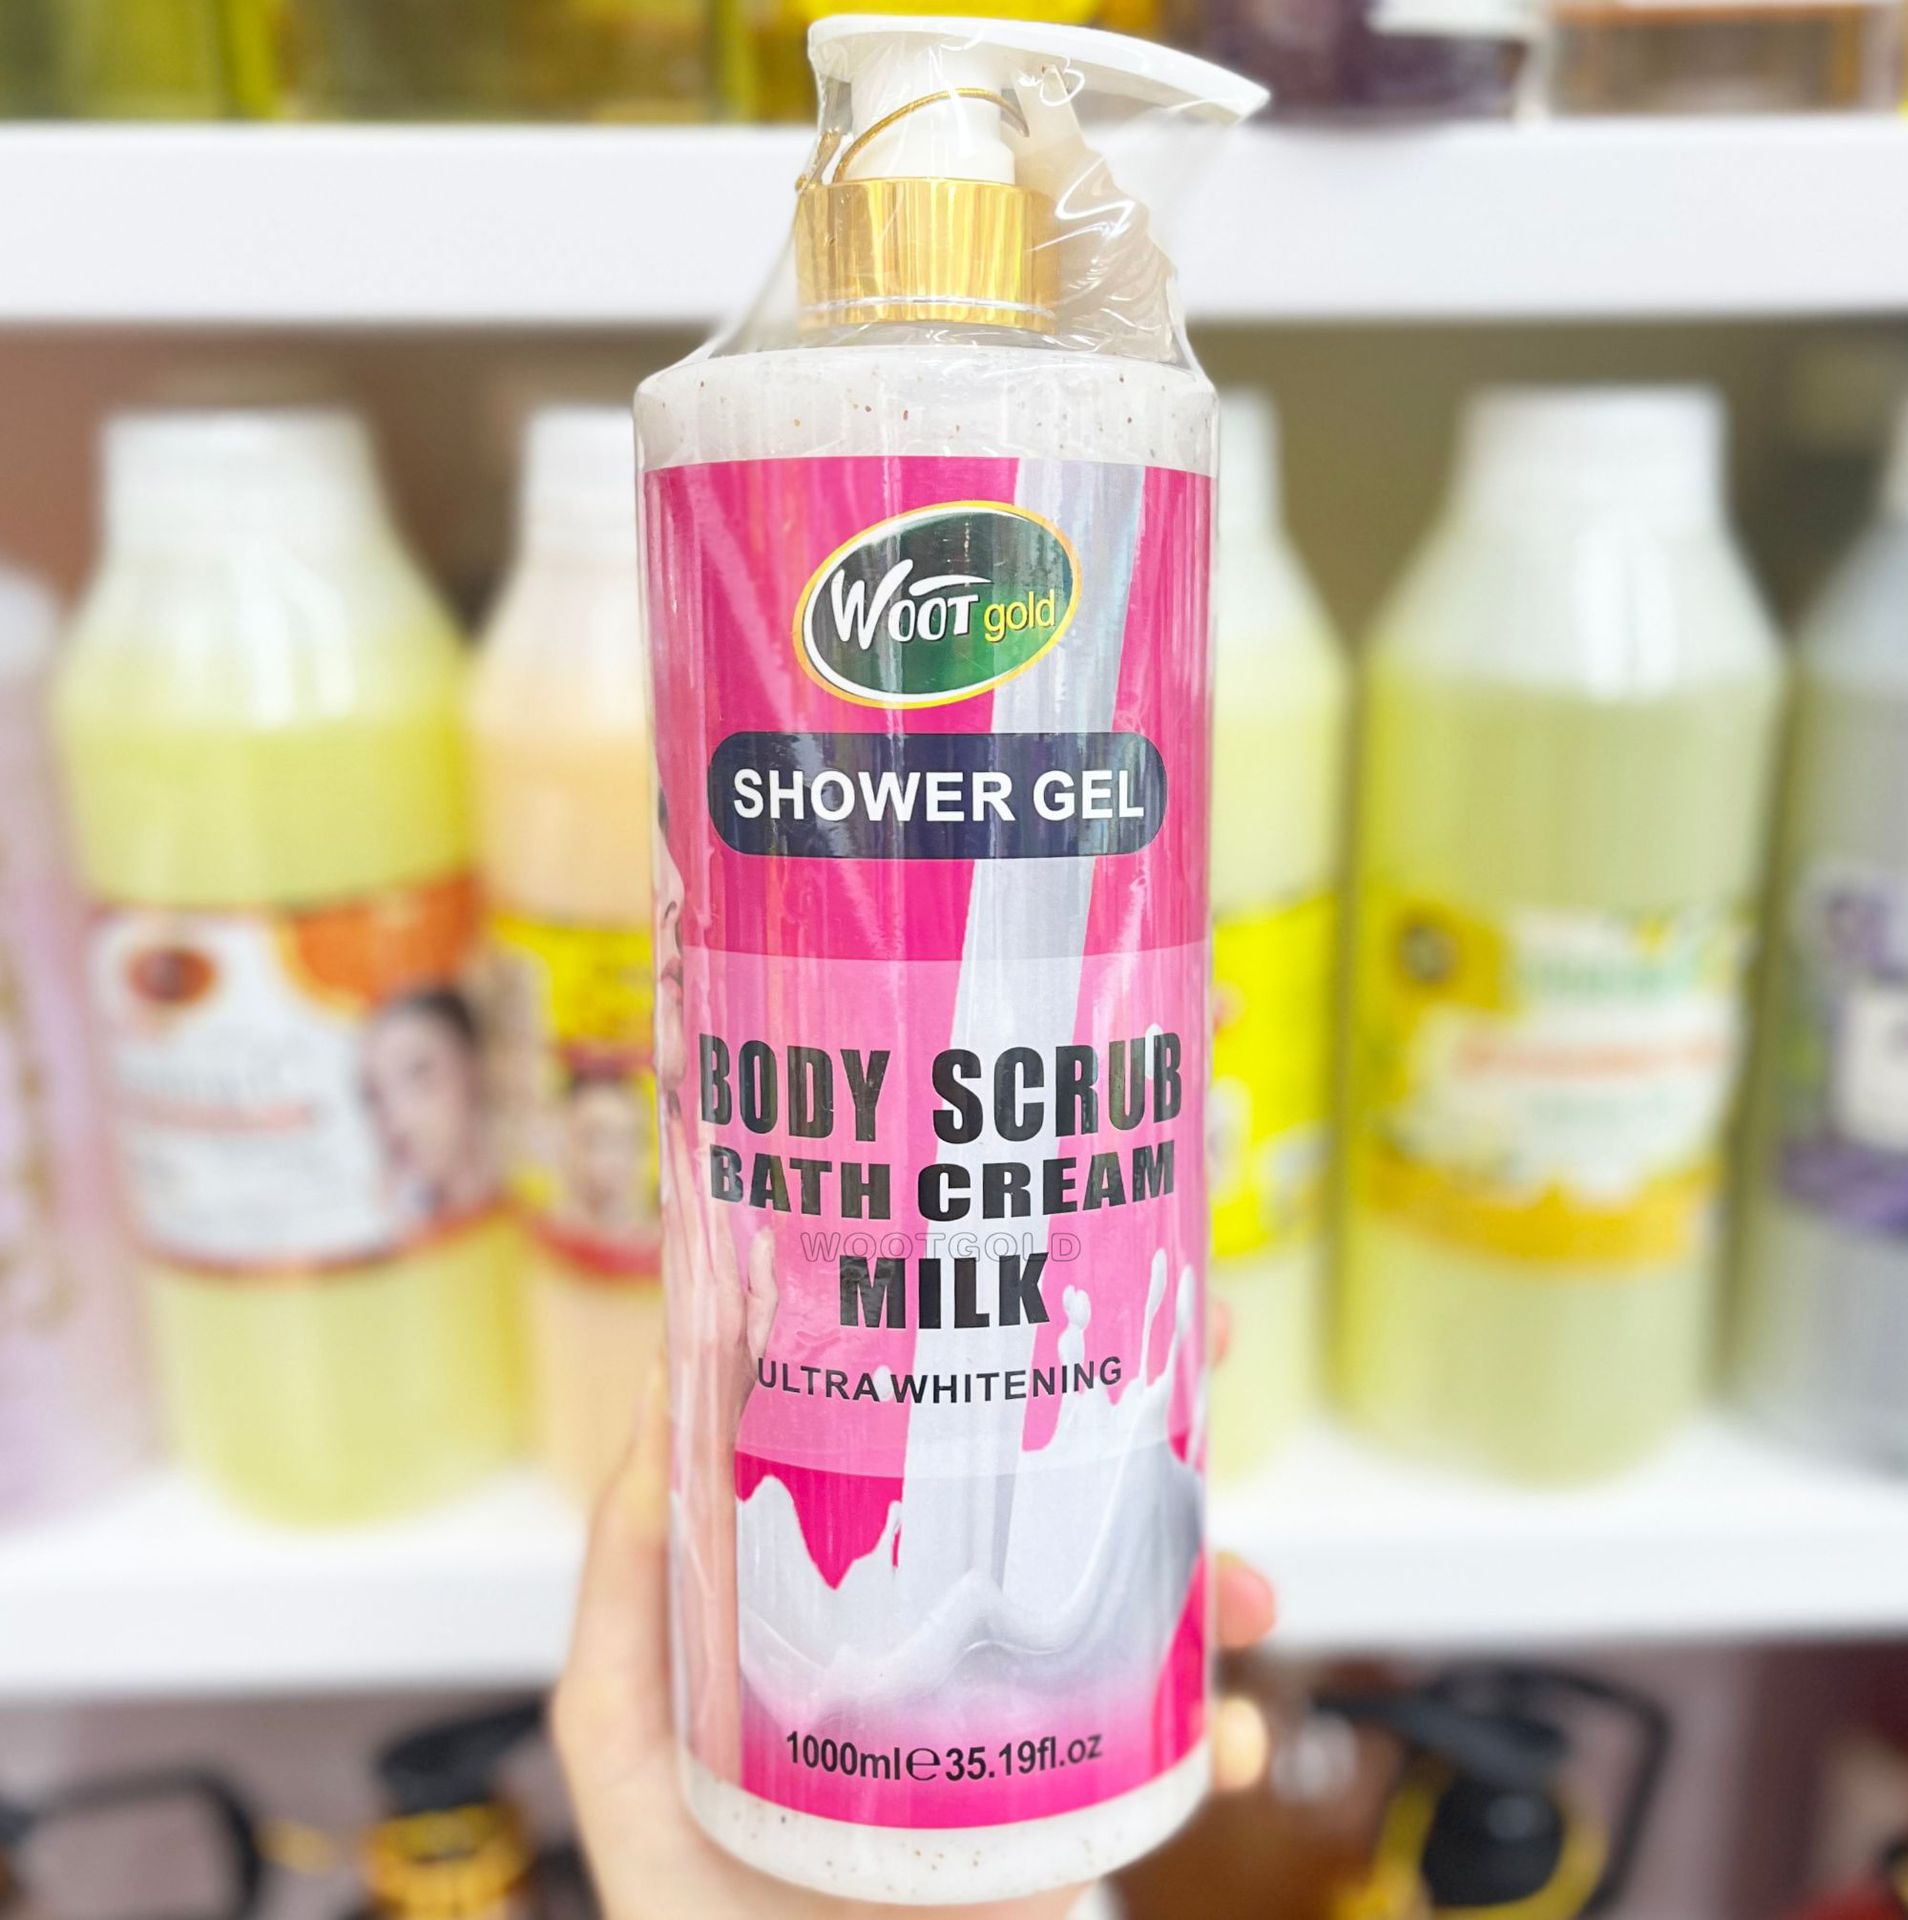 WOOT gold
SHOWER GEL
BODY SCRUB
BATH CREAM
WOOTGOLD
MILK
ULTRA WHITENING
1000ml℮35.19fl.oz